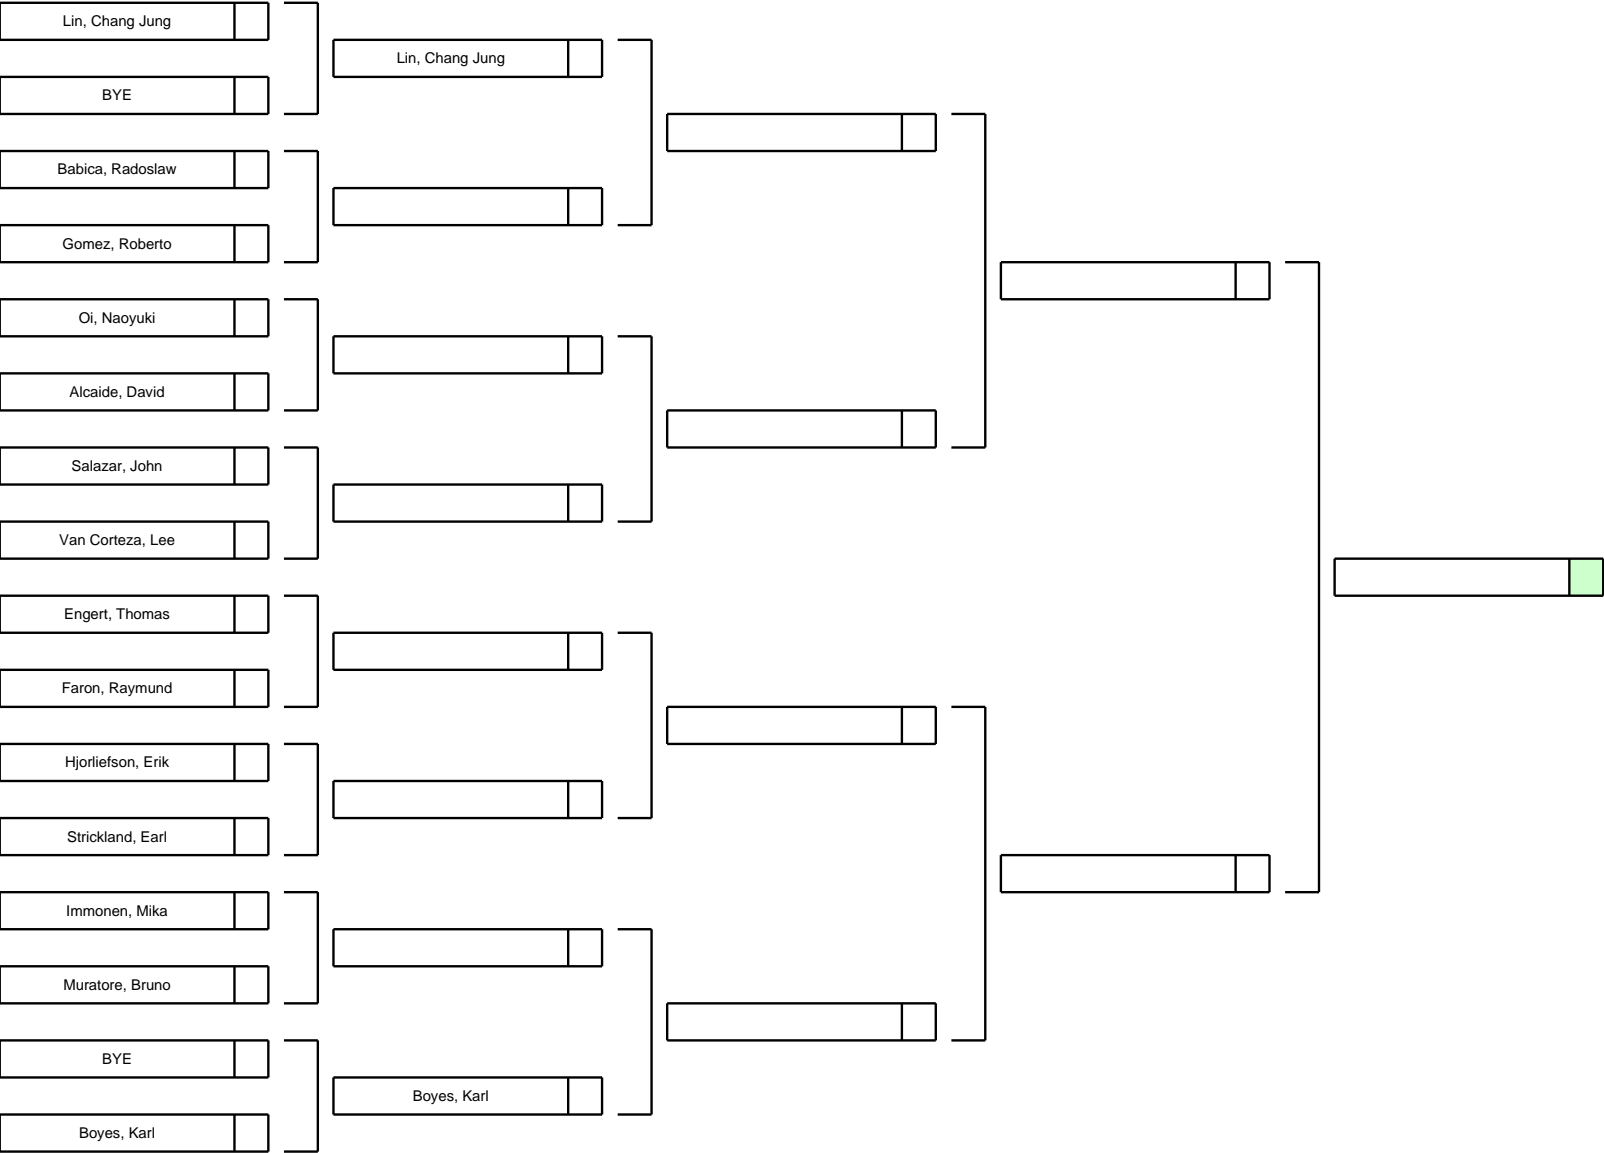 Lin, Chang Jung
BYE
Babica, Radoslaw
Gomez, Roberto
Oi, Naoyuki
Alcaide, David
Salazar, John
Van Corteza, Lee
Engert, Thomas
Faron, Raymund
Hjorliefson, Erik
Strickland, Earl
Immonen, Mika
Muratore, Bruno
BYE
Boyes, Karl
Lin, Chang Jung
Boyes, Karl